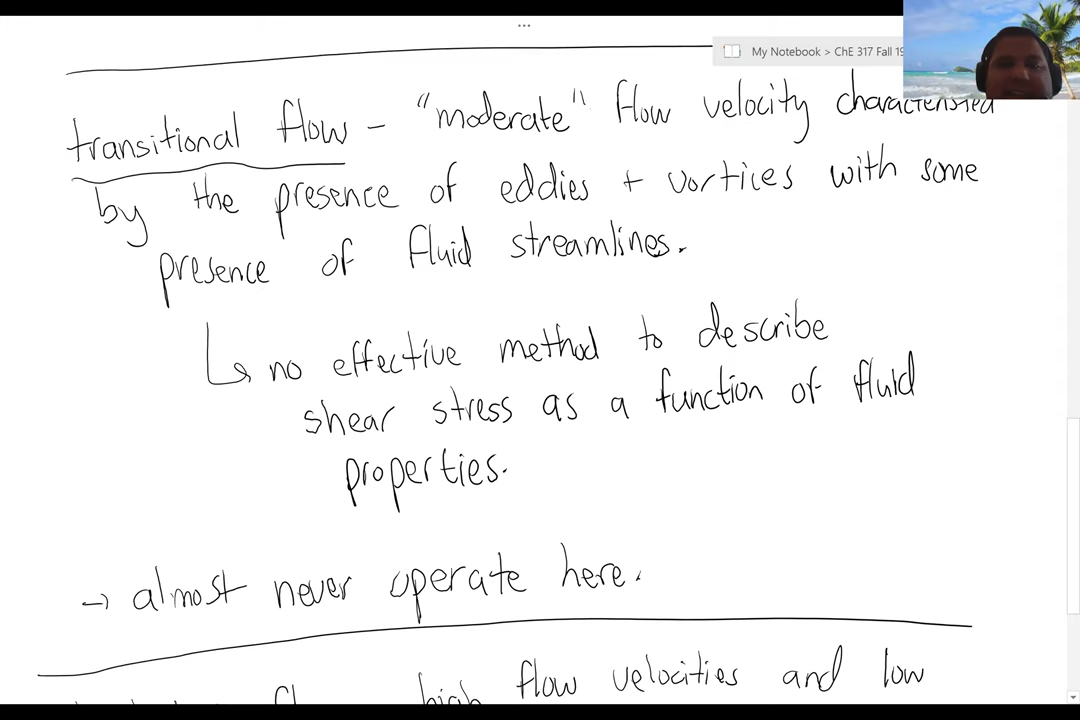 My Notebook > ChE 317 Fall 19
transitional flow - "moderate" flow velocity characterized
by the presence of eddies + vortices with some
presence of fluid streamlines.
↳ no effective method to describe
shear stress as a function of fluid
properties.
→ almost never operate here.
high flow velocities and low